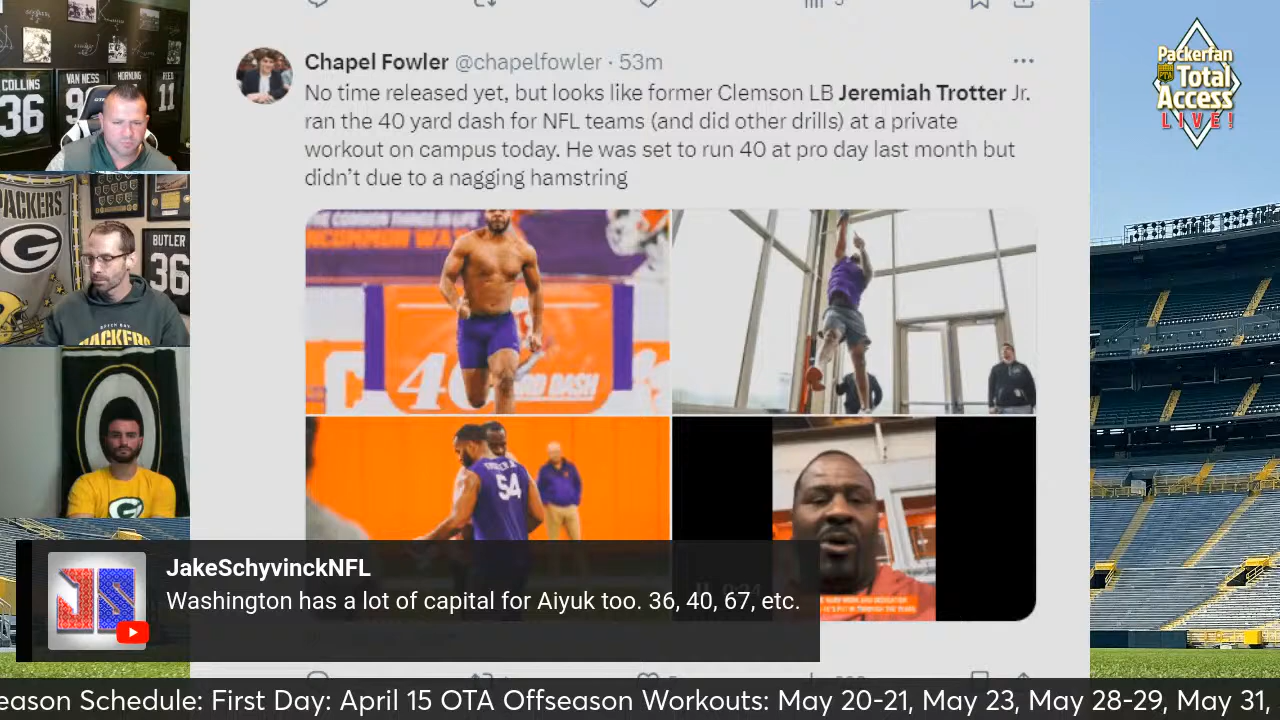 COLLINS
36
VAN NESS
HORNUNG
REED
11
PACKERS
G
BUTLER
36
Chapel Fowler @chapelfowler · 53m
No time released yet, but looks like former Clemson LB Jeremiah Trotter Jr.
ran the 40 yard dash for NFL teams (and did other drills) at a private
workout on campus today. He was set to run 40 at pro day last month but
didn't due to a nagging hamstring
DASH
54
Packerfan
PTA Total
Access
LIVE!
JS
JakeSchyvinckNFL
Washington has a lot of capital for Aiyuk too. 36, 40, 67, etc.
eason Schedule: First Day: April 15 OTA Offseason Workouts: May 20-21, May 23, May 28-29, May 31,